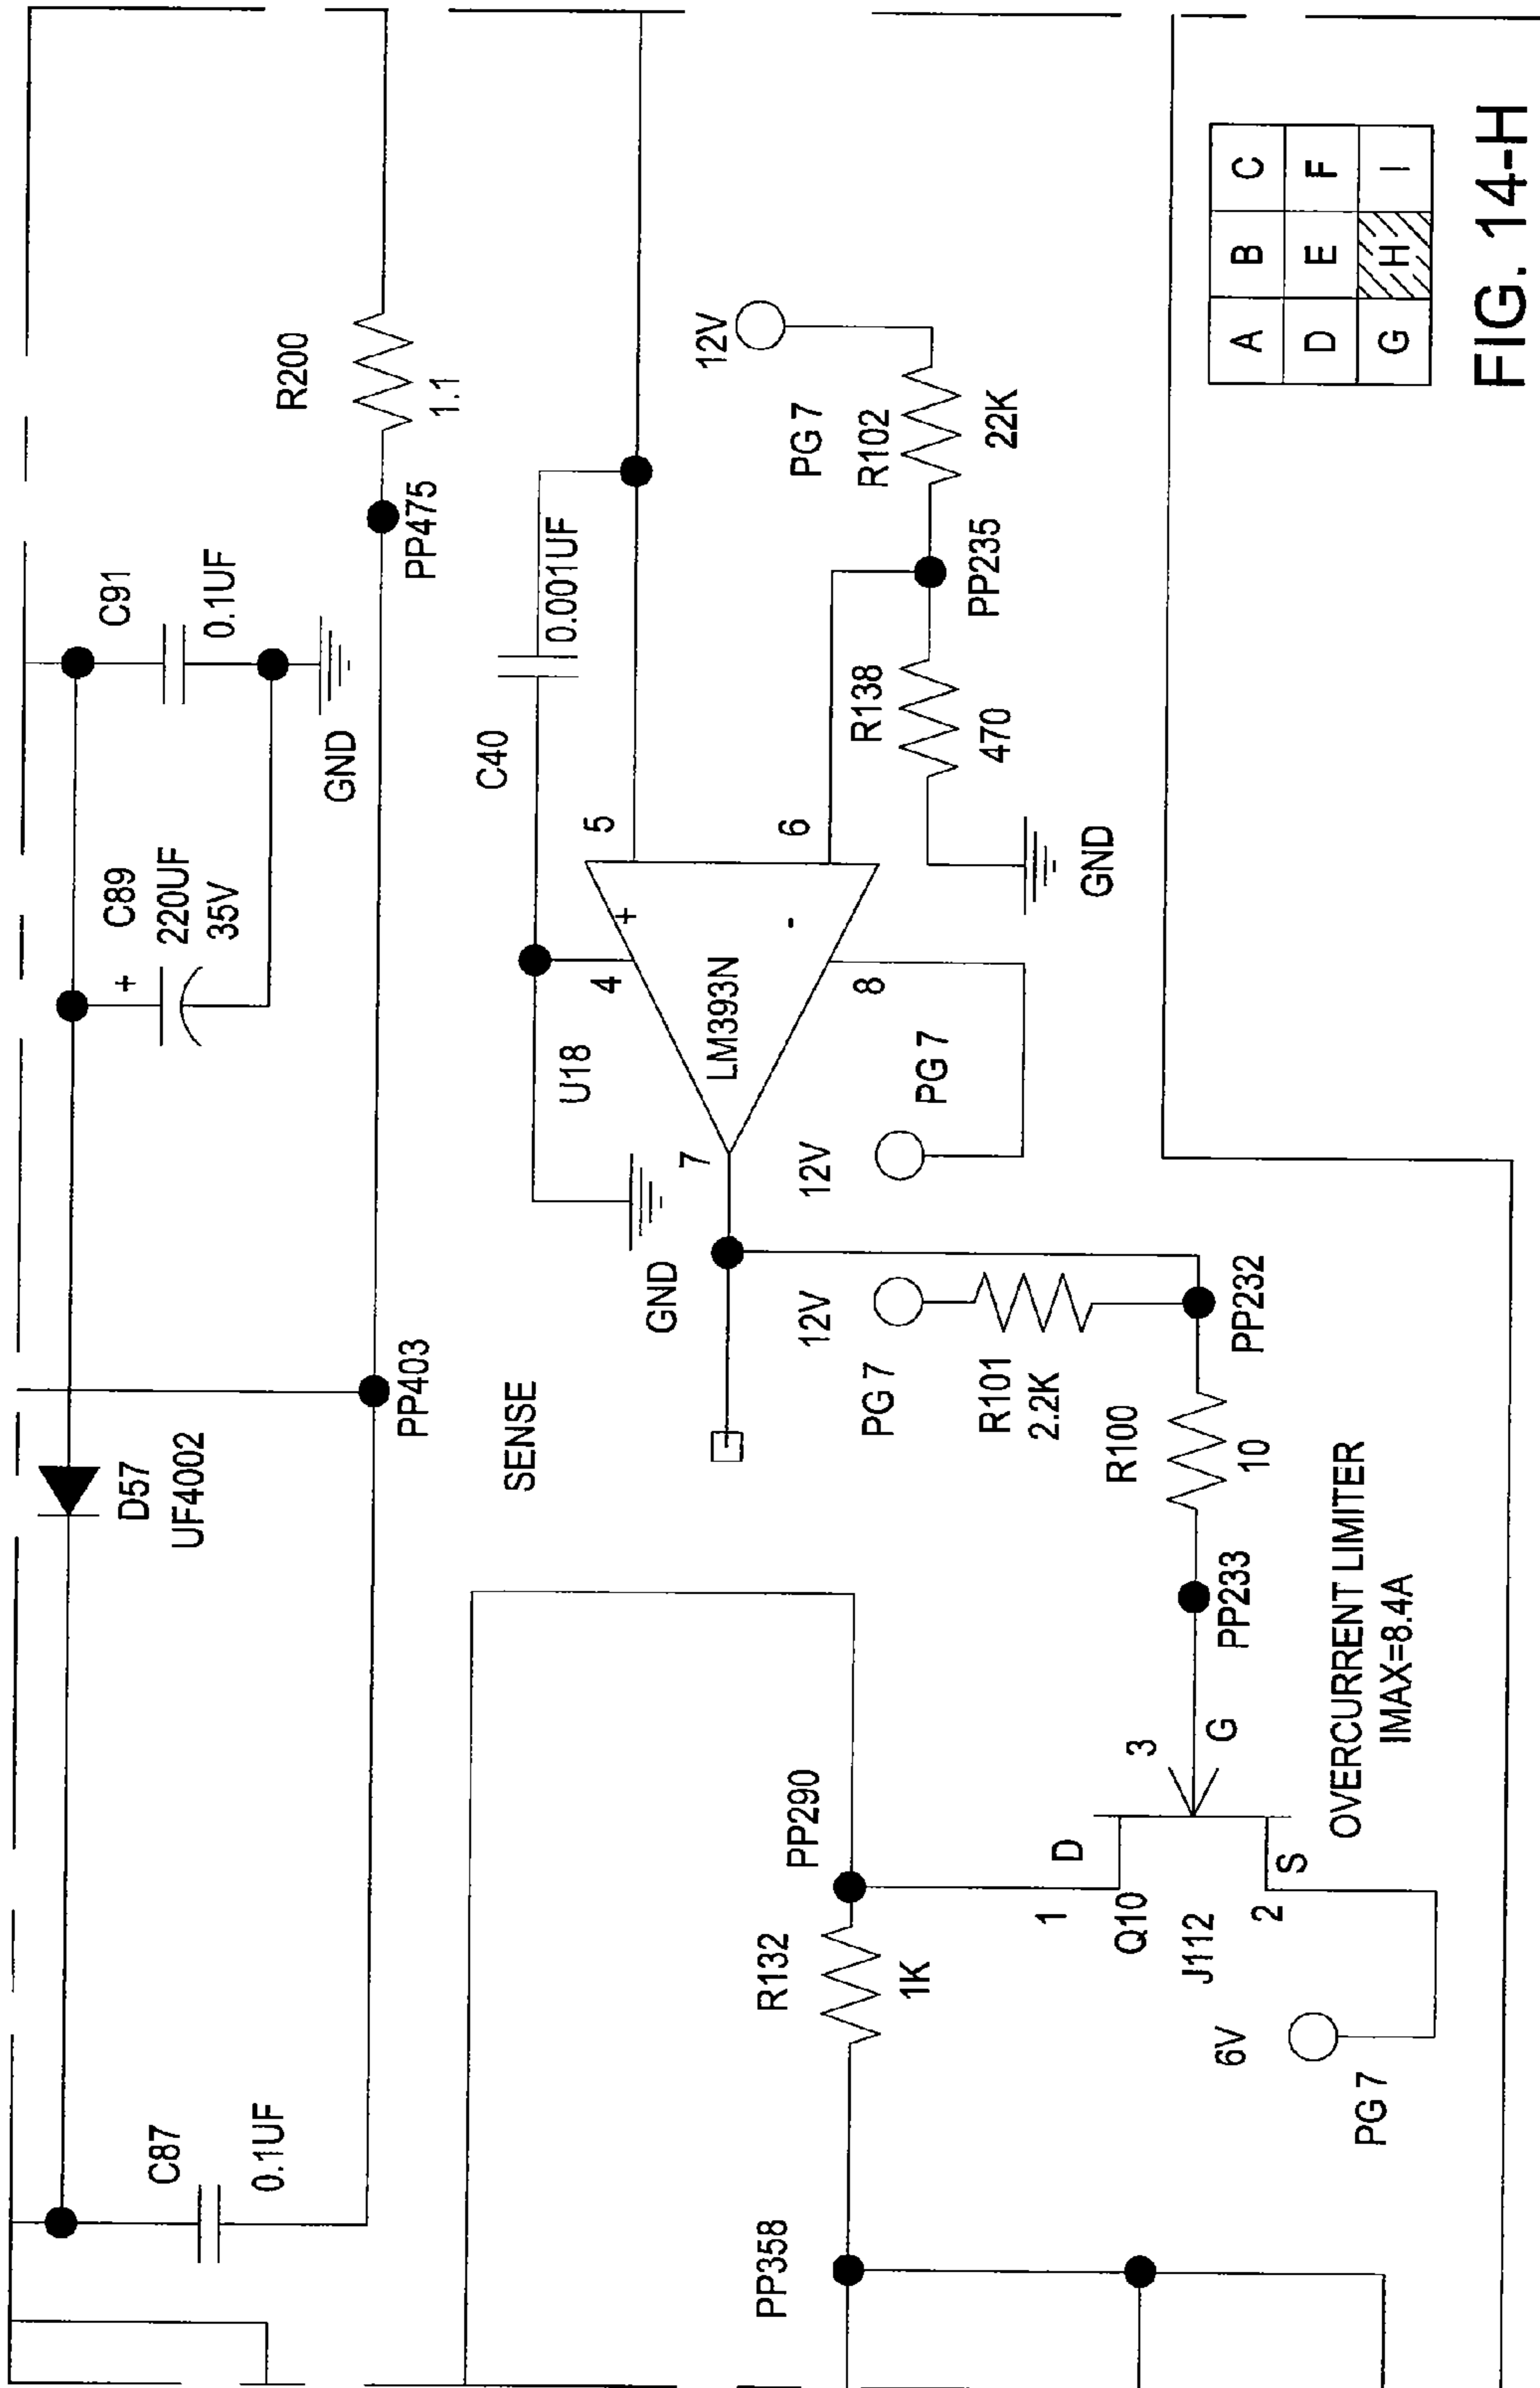 C87
0.1UF
D57
UF4002
+
C89
220UF
35V
C91
0.1UF
GND
PP403
PP475
R200
1.1
SENSE
GND
U18
C40
0.001UF
4
5
+
LM393N
-
6
7
8
12V
PG 7
12V
PG 7
R101
2.2K
PP232
R100
10
PP233
R138
470
GND
PP235
12V
PG 7
R102
22K
PP358
R132
1K
PP290
1
D
3
G
Q10
J112
2
S
6V
PG 7
OVERCURRENT LIMITER
IMAX=8.4A
A B C
D E F
G H I
FIG. 14-H